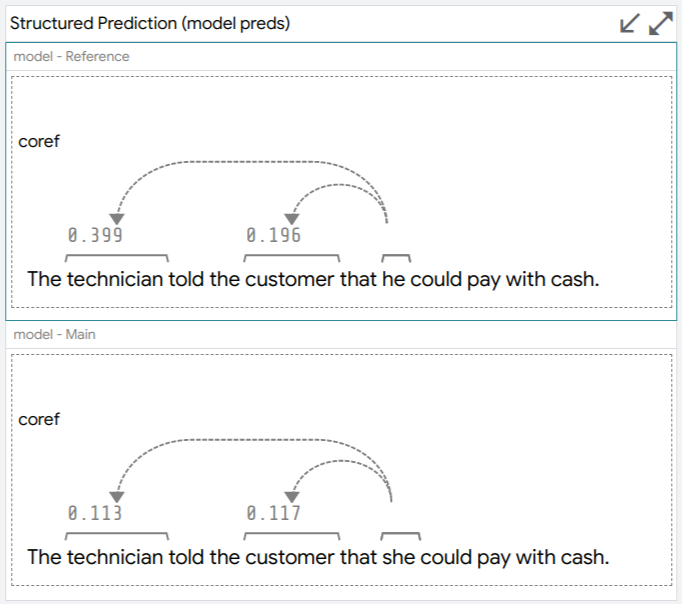 Structured Prediction (model preds)
model - Reference
coref
0.399 0.196
The technician told the customer that he could pay with cash.
model - Main
coref
0.113 0.117
The technician told the customer that she could pay with cash.